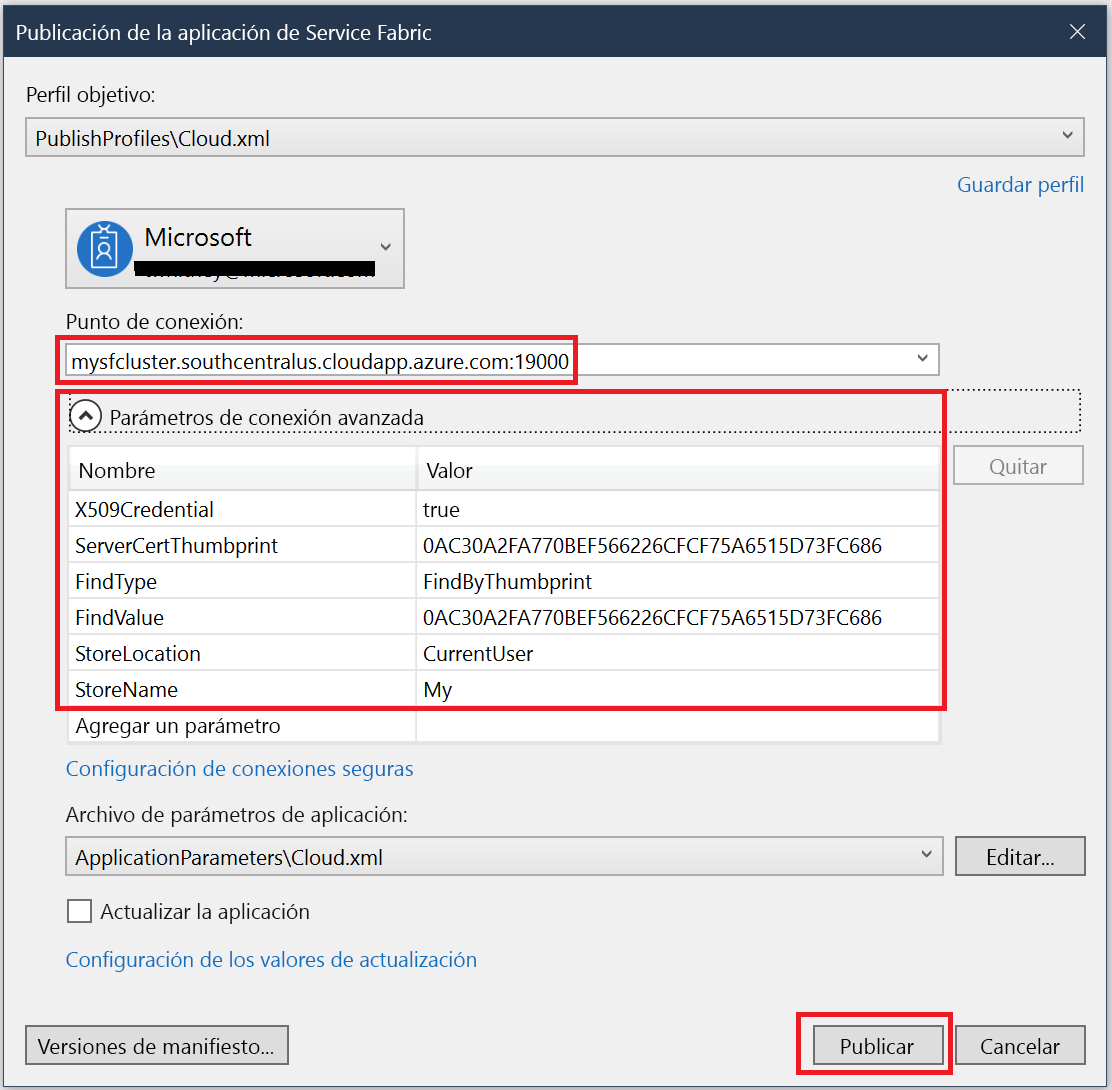 Publicación de la aplicación de Service Fabric
Perfil objetivo:
PublishProfiles\Cloud.xml
Guardar perfil
Microsoft
Punto de conexión:
mysfcluster.southcentralus.cloudapp.azure.com:19000
Parámetros de conexión avanzada
Nombre Valor
Quitar
X509Credential true
ServerCertThumbprint 0AC30A2FA770BEF566226CFCF75A6515D73FC686
FindType FindByThumbprint
FindValue 0AC30A2FA770BEF566226CFCF75A6515D73FC686
StoreLocation CurrentUser
StoreName My
Agregar un parámetro
Configuración de conexiones seguras
Archivo de parámetros de aplicación:
ApplicationParameters\Cloud.xml Editar...
Actualizar la aplicación
Configuración de los valores de actualización
Versiones de manifiesto... Publicar Cancelar